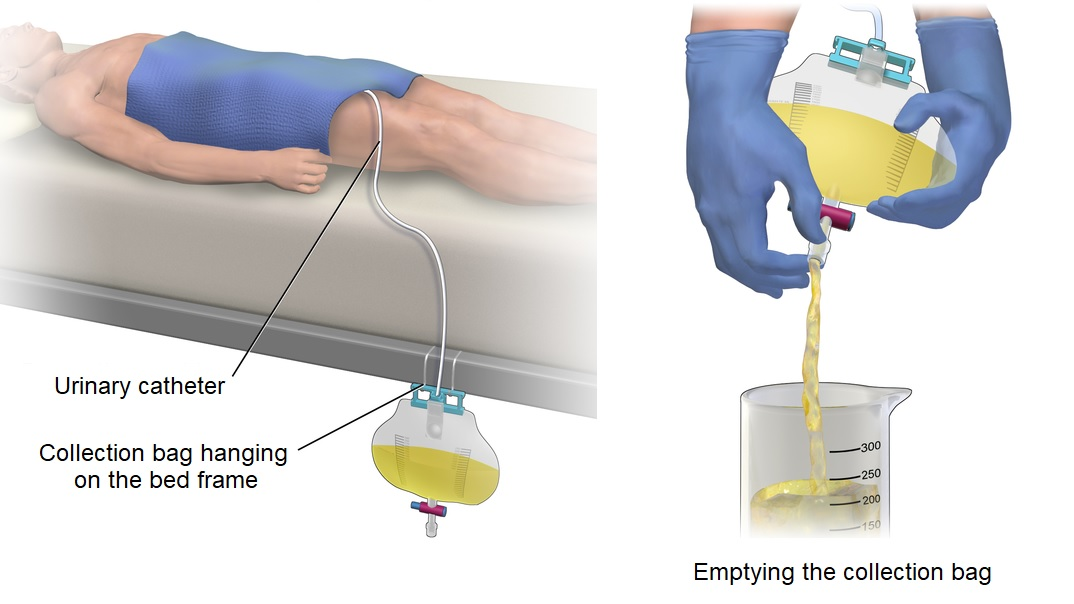 Urinary catheter
Collection bag hanging
on the bed frame
300
250
200
150
Emptying the collection bag